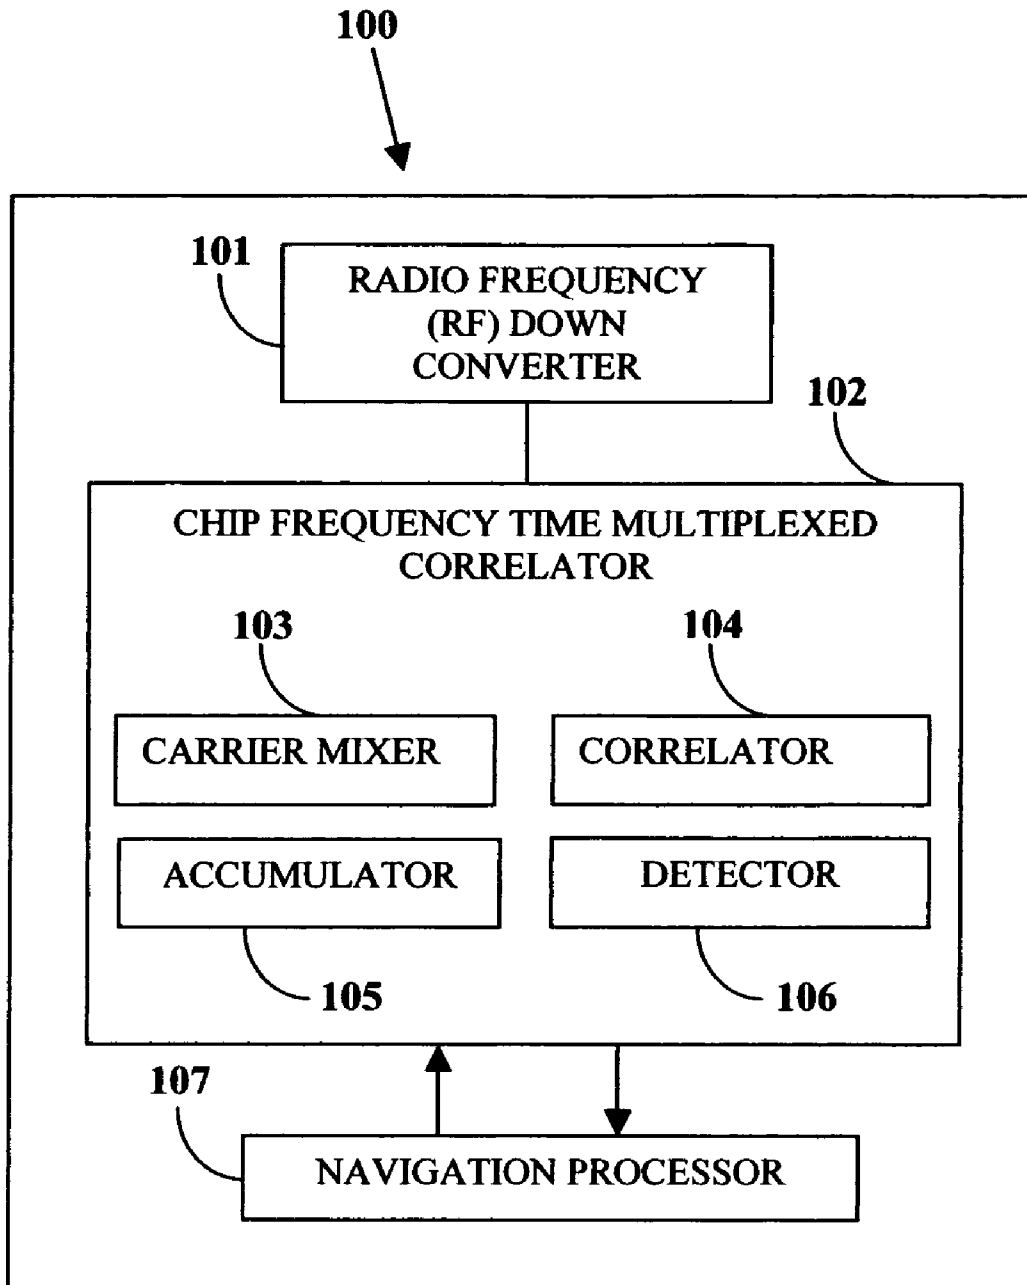 100
101
RADIO FREQUENCY
(RF) DOWN
CONVERTER
102
CHIP FREQUENCY TIME MULTIPLEXED
CORRELATOR
103
104
CARRIER MIXER
CORRELATOR
ACCUMULATOR
DETECTOR
105
106
107
NAVIGATION PROCESSOR